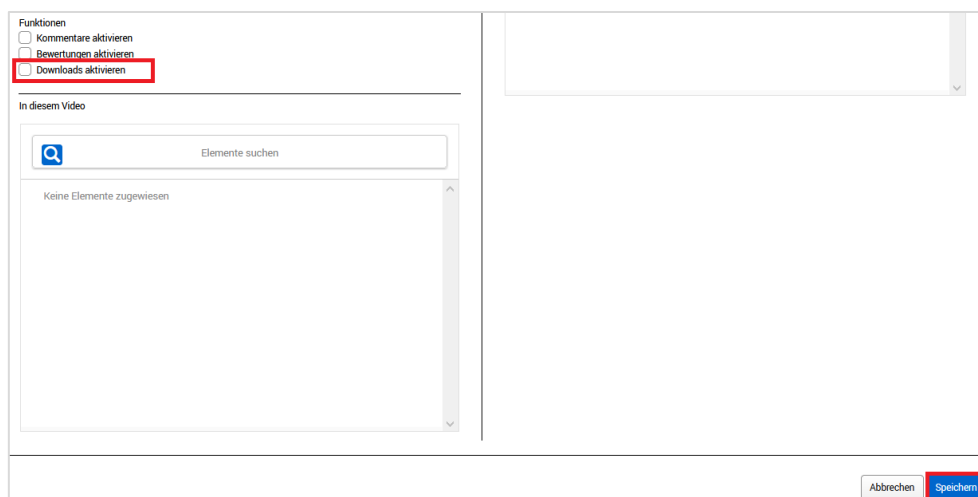 Funktionen
Kommentare aktivieren
Bewertungen aktivieren
Downloads aktivieren
In diesem Video
Elemente suchen
Keine Elemente zugewiesen
Abbrechen
Speichern